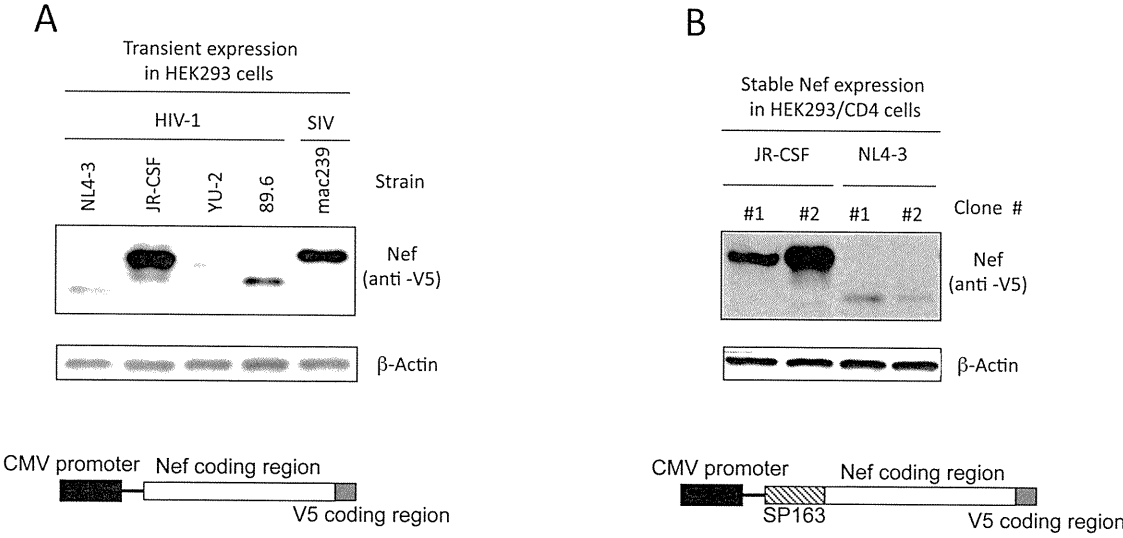 A
Transient expression
in HEK293 cells
HIV-1
SIV
NL4-3
JR-CSF
YU-2
89.6
mac239
Strain
Nef
(anti -V5)
β-Actin
CMV promoter
Nef coding region
V5 coding region
B
Stable Nef expression
in HEK293/CD4 cells
JR-CSF
NL4-3
#1
#2
#1
#2
Clone #
Nef
(anti -V5)
β-Actin
CMV promoter
Nef coding region
SP163
V5 coding region